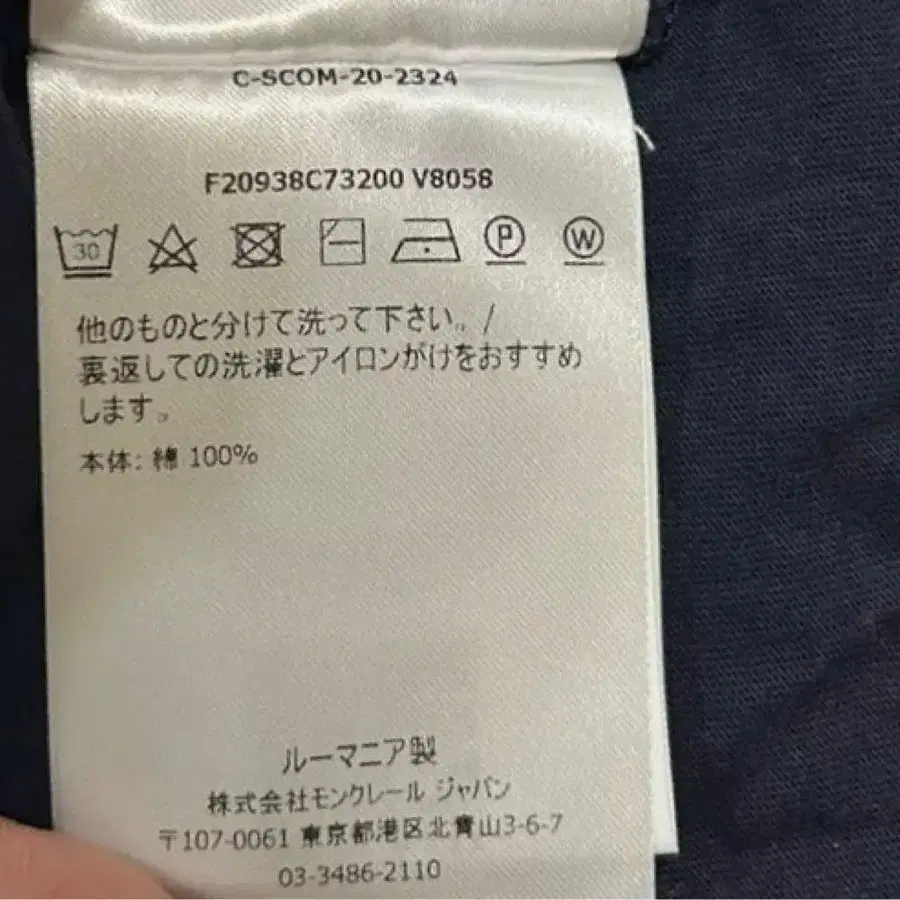 C-SCOM-20-2324
F20938C73200 V8058
30 P W
他のものと分けて洗って下さい。/
裏返しての洗濯とアイロンがけをおすすめ
します。
本体: 綿 100%
ルーマニア製
株式会社モンクレール ジャパン
〒107-0061 東京都港区北青山3-6-7
03-3486-2110